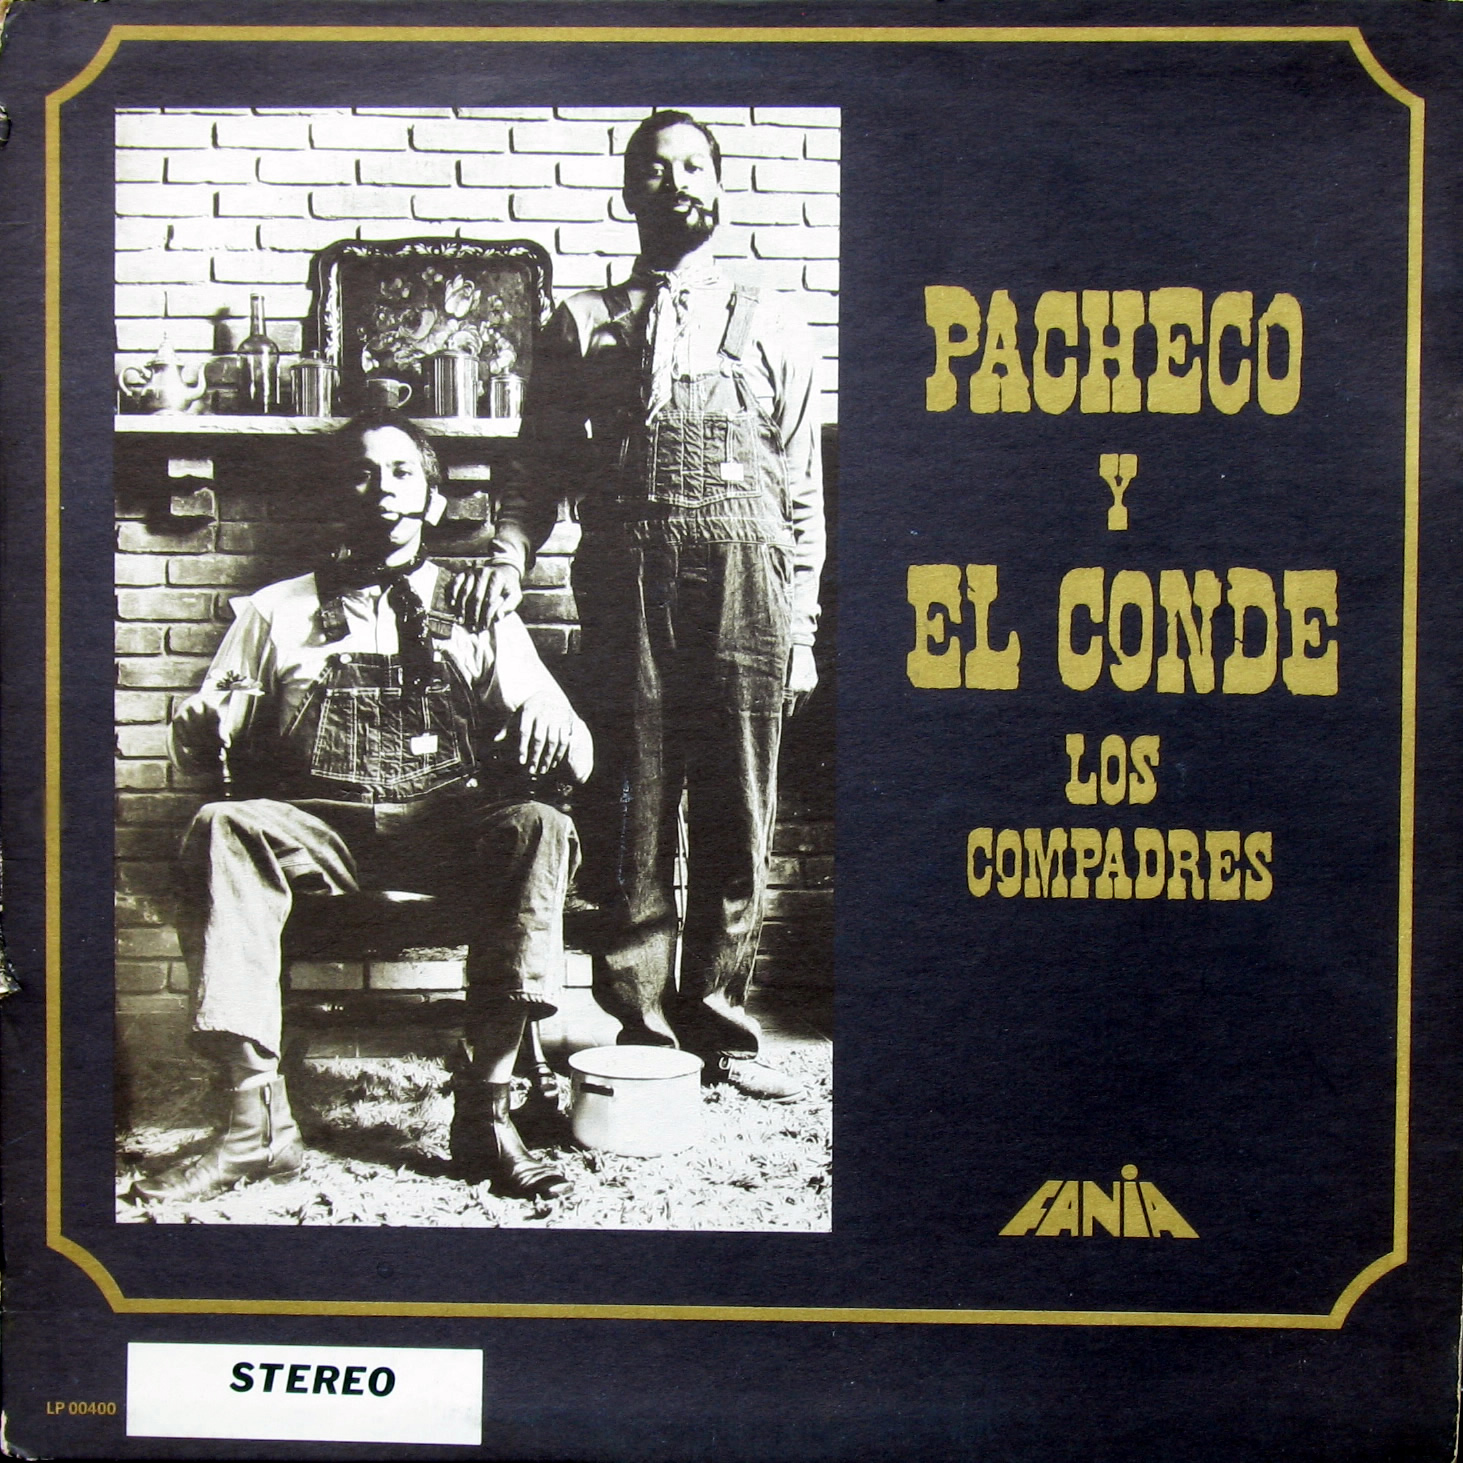 PACHECO
Y
EL CONDE
LOS
COMPADRES
FANIA
STEREO
LP 00400